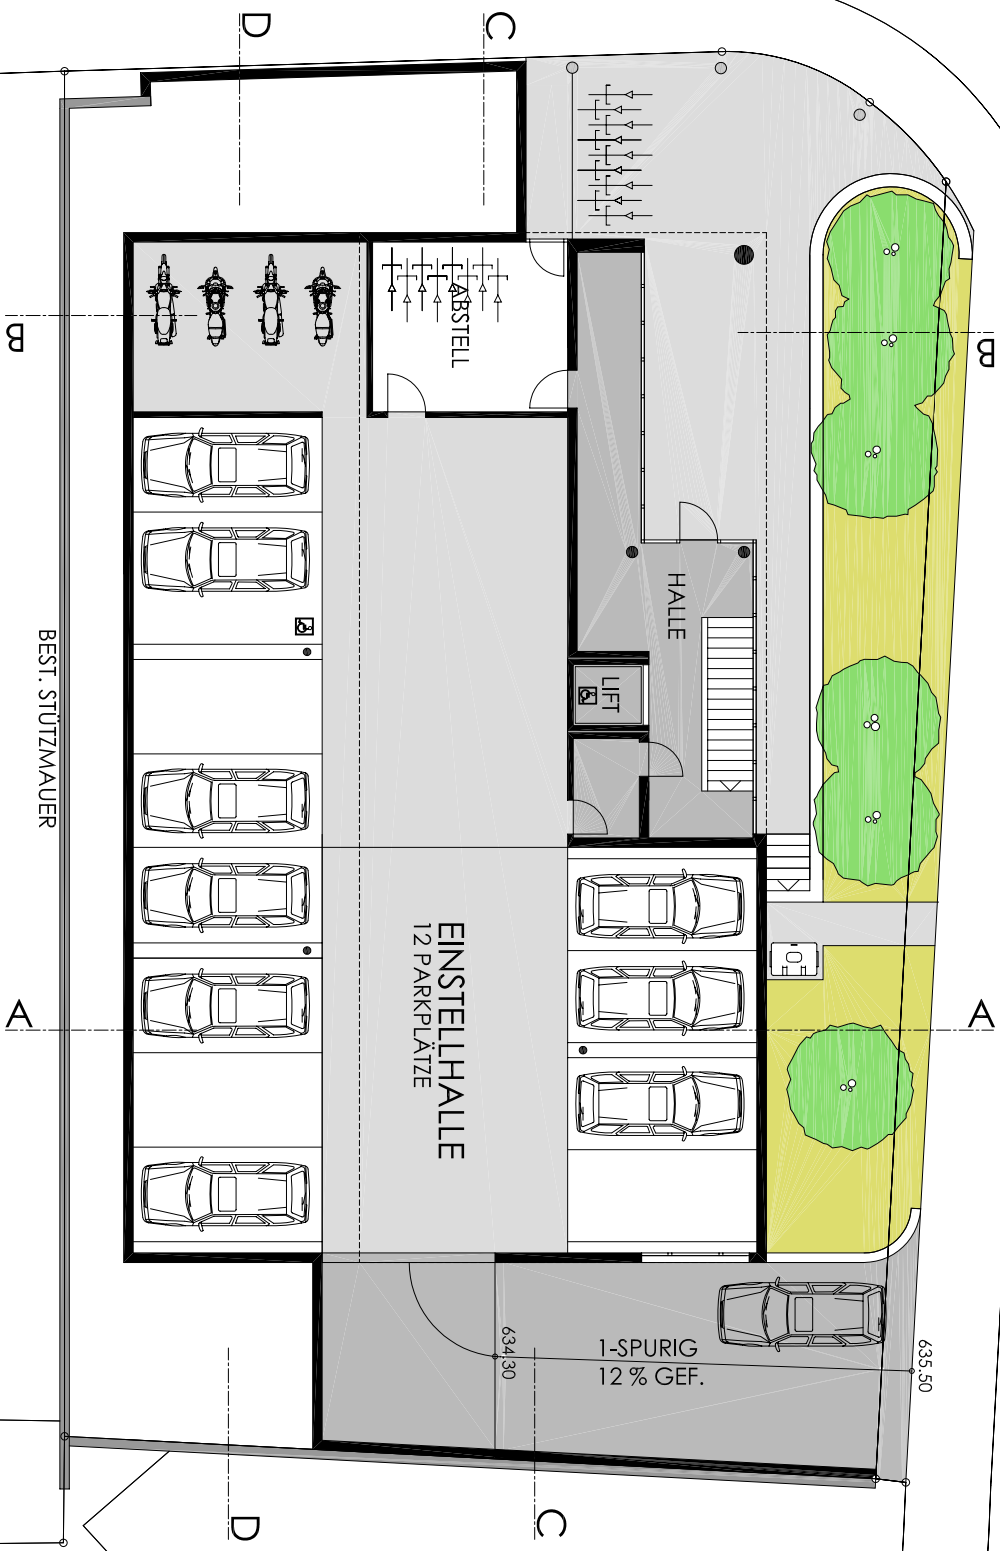 D
C
B
B
ABSTELL
HALLE
LIFT
BEST. STÜTZMAUER
EINSTELLHALLE
12 PARKPLÄTZE
A
A
634.30
1-SPURIG
12 % GEF.
635.50
D
C